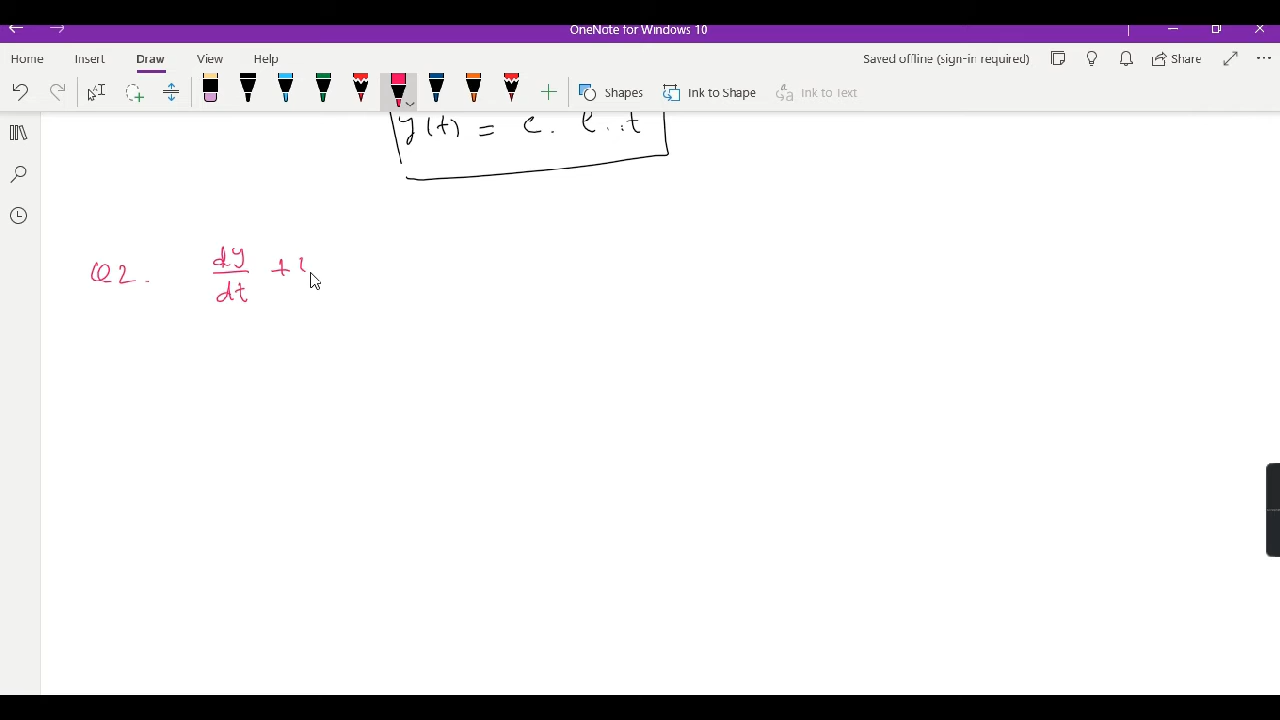 OneNote for Windows 10
Home Insert Draw View Help Saved offline (sign-in required) Share
Shapes Ink to Shape Ink to Text
y(t) = c.
Q2. dy/dt +